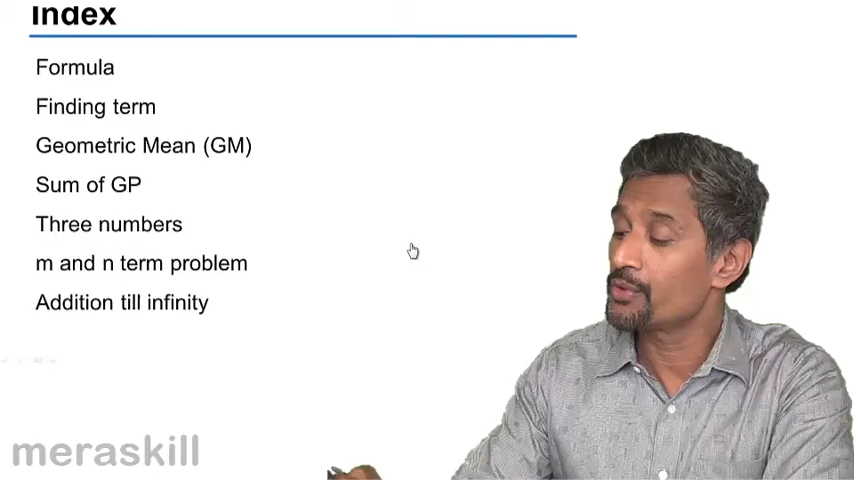 Index
Formula
Finding term
Geometric Mean (GM)
Sum of GP
Three numbers
m and n term problem
Addition till infinity
meraskill